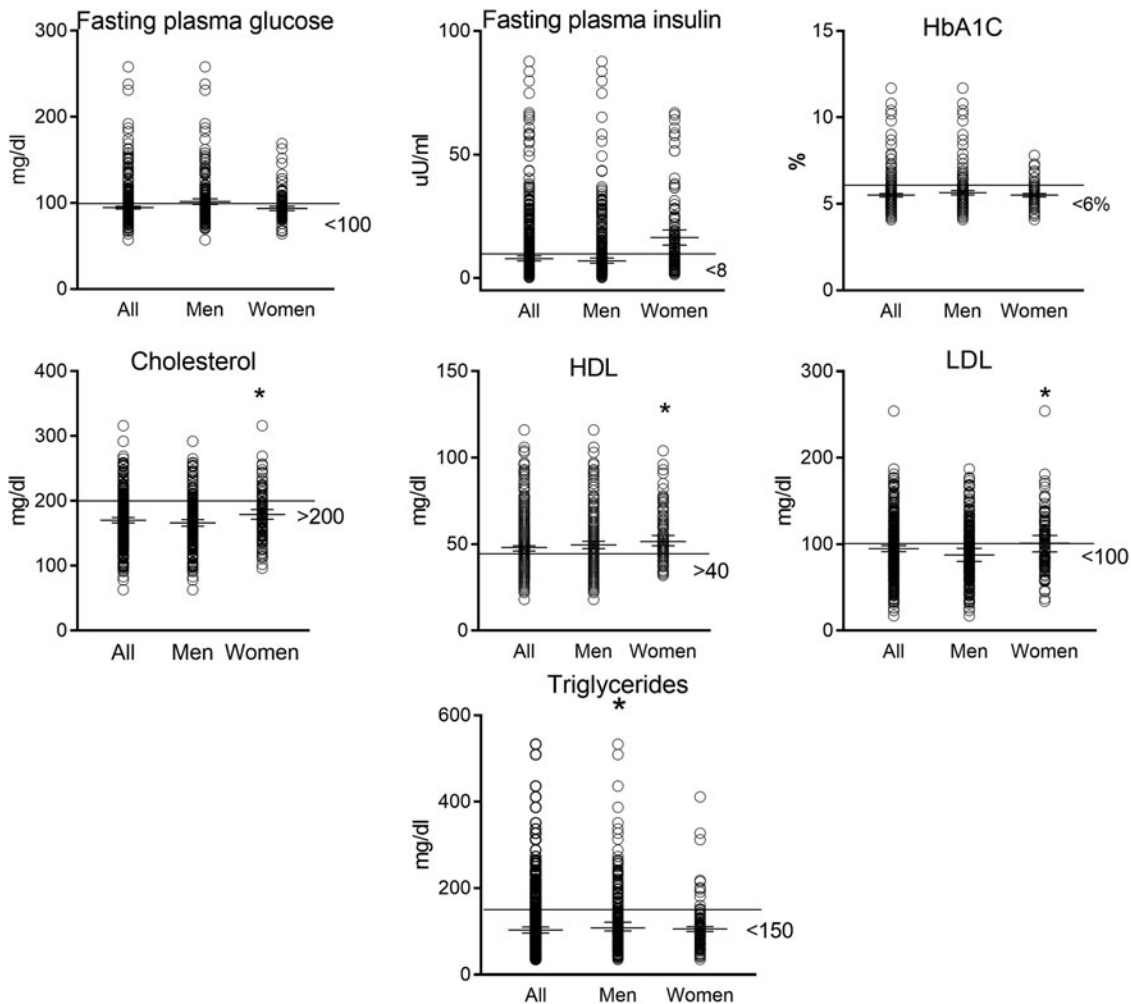 Fasting plasma glucose
300
200
100
0
mg/dl
<100
All Men Women
Fasting plasma insulin
100
50
0
uU/ml
<8
All Men Women
HbA1C
15
10
5
0
%
<6%
All Men Women
Cholesterol
400
300
200
100
0
mg/dl
*
>200
All Men Women
HDL
150
100
50
0
mg/dl
*
>40
All Men Women
LDL
300
200
100
0
mg/dl
*
<100
All Men Women
Triglycerides
600
400
200
0
mg/dl
*
<150
All Men Women